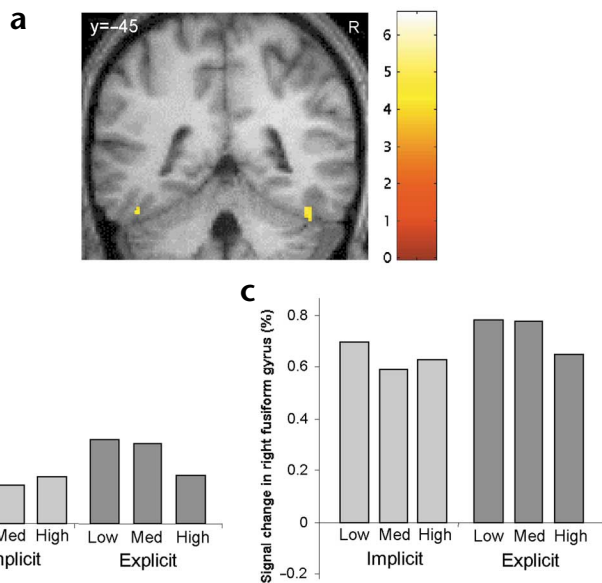 a
y=–45
R
6
5
4
3
2
1
0
Med High
Low Med High
Explicit
c
Signal change in right fusiform gyrus (%)
0.8
0.6
0.4
0.2
0
–0.2
Low Med High
Low Med High
Implicit
Explicit